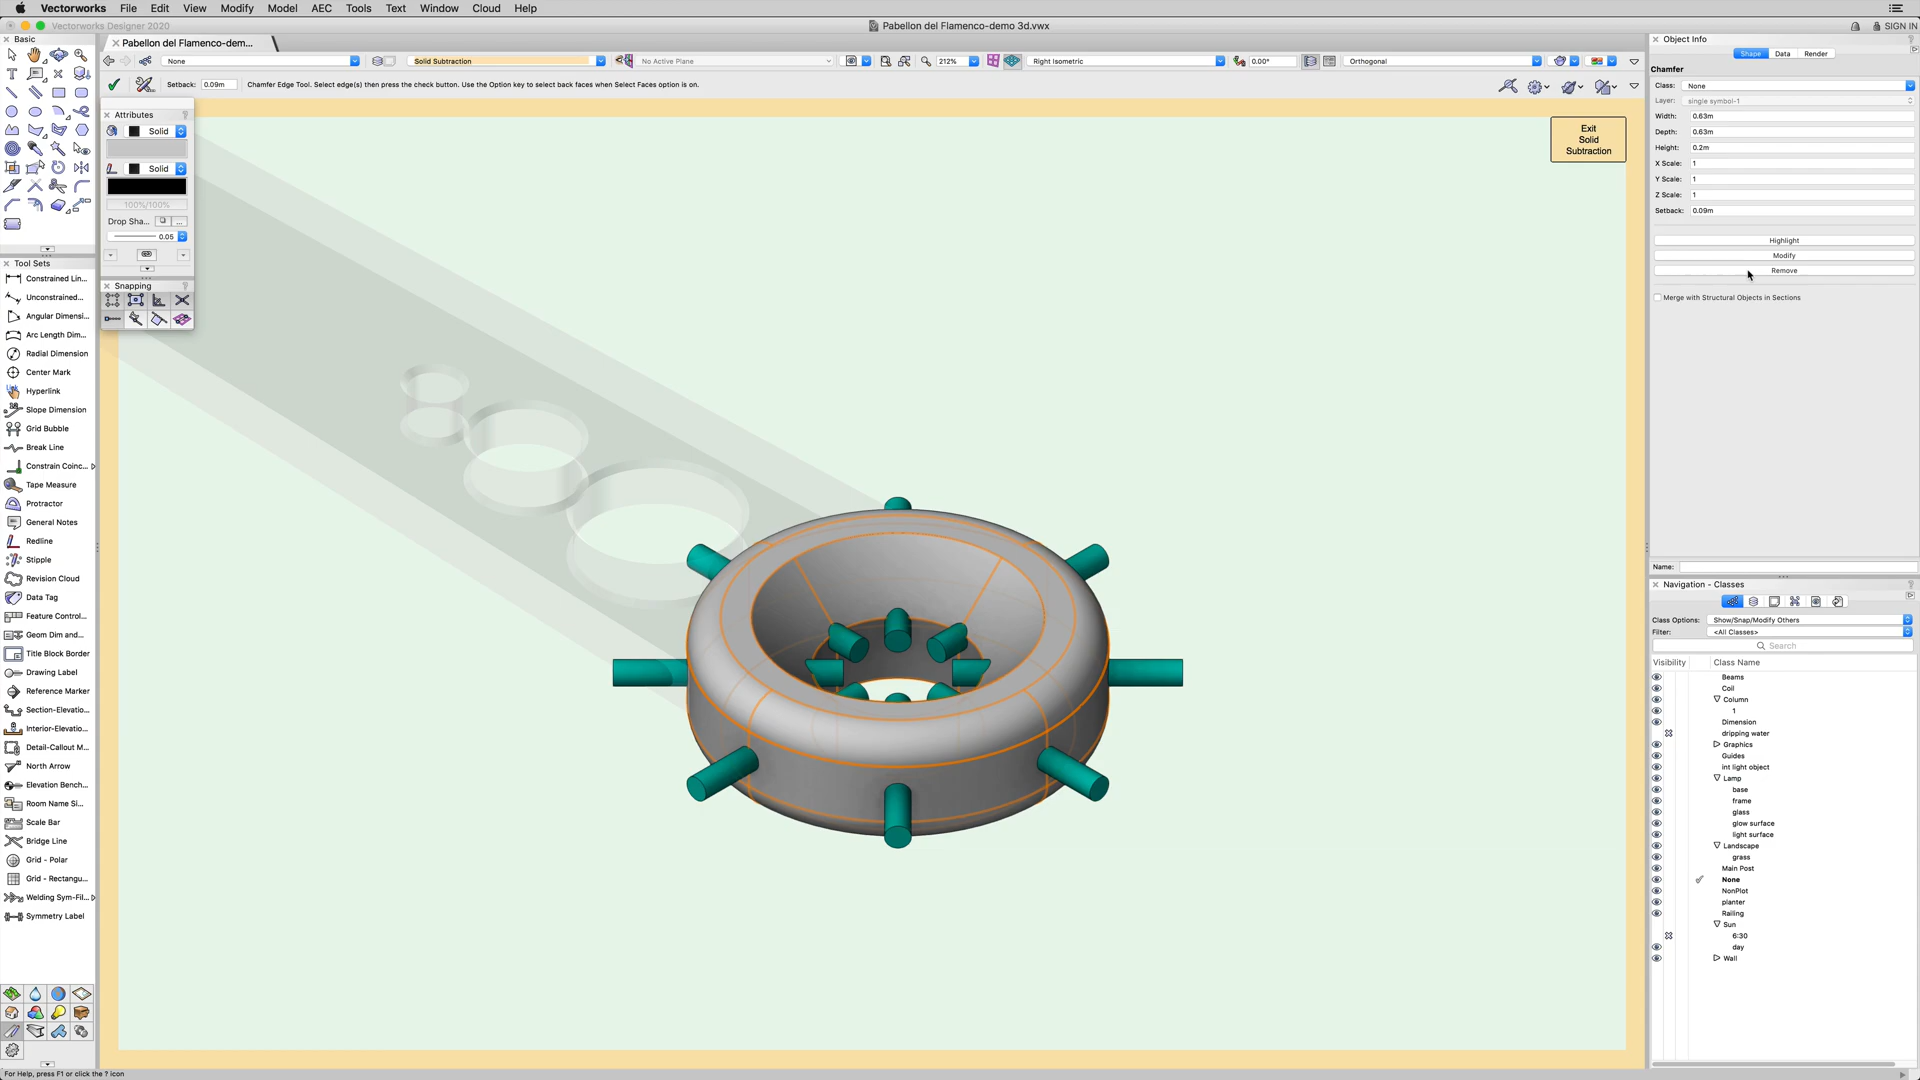 Vectorworks File Edit View Modify Model AEC Tools Text Window Cloud Help
Vectorworks Designer 2020
Pabellon del Flamenco-demo 3d.vwx
SIGN IN
Basic
Pabellon del Flamenco-dem...
None
Solid Subtraction
No Active Plane
212%
Right Isometric
0.00°
Orthogonal
Setback: 0.09m
Chamfer Edge Tool. Select edge(s) then press the check button. Use the Option key to select back faces when Select Faces option is on.
Attributes
Solid
Solid
100%/100%
Drop Sha...
...
0.05
Snapping
Exit
Solid
Subtraction
Tool Sets
Constrained Lin...
Unconstrained...
Angular Dimensi...
Arc Length Dim...
Radial Dimension
Center Mark
Hyperlink
Slope Dimension
Grid Bubble
Break Line
Constrain Coinc...
Tape Measure
Protractor
General Notes
Redline
Stipple
Revision Cloud
Data Tag
Feature Control...
Geom Dim and...
Title Block Border
Drawing Label
Reference Marker
Section-Elevatio...
Interior-Elevatio...
Detail-Callout M...
North Arrow
Elevation Bench...
Room Name Si...
Scale Bar
Bridge Line
Grid - Polar
Grid - Rectangu...
Welding Sym-Fil...
Symmetry Label
For Help, press F1 or click the ? icon
Object Info
Shape Data Render
Chamfer
Class: None
Layer: single symbol-1
Width: 0.63m
Depth: 0.63m
Height: 0.2m
X Scale: 1
Y Scale: 1
Z Scale: 1
Setback: 0.09m
Highlight
Modify
Remove
Merge with Structural Objects in Sections
Name:
Navigation - Classes
Class Options: Show/Snap/Modify Others
Filter: <All Classes>
Search
Visibility Class Name
Beams
Coil
Column
1
Dimension
dripping water
Graphics
Guides
int light object
Lamp
base
frame
glass
glow surface
light surface
Landscape
grass
Main Post
None
NonPlot
planter
Railing
Sun
6:30
day
Wall